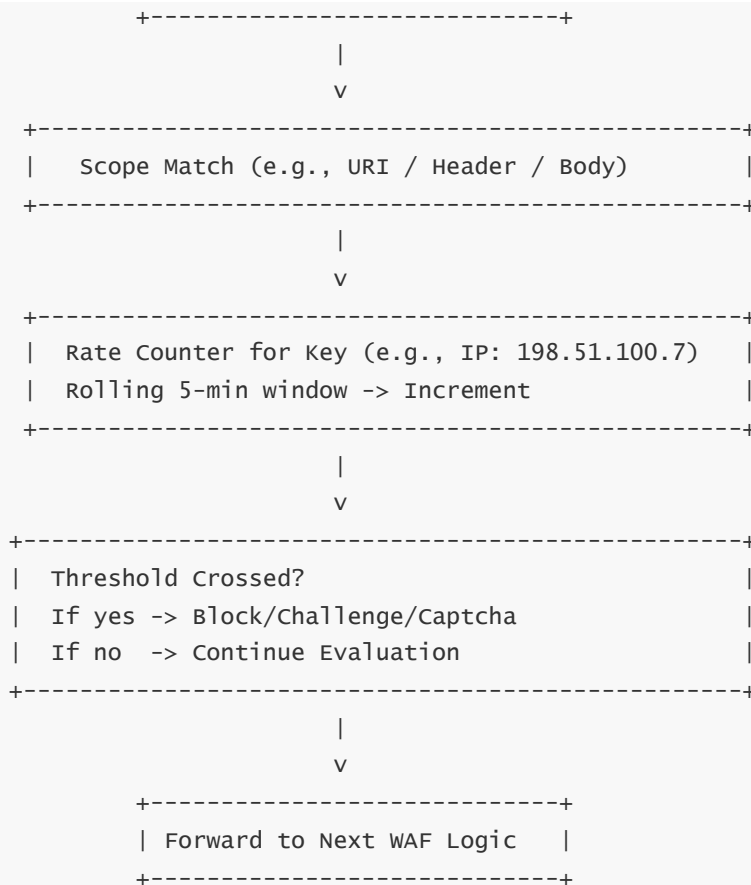 +-----------------------------+
|
v
+--------------------------------------------------+
| Scope Match (e.g., URI / Header / Body) |
+--------------------------------------------------+
|
v
+--------------------------------------------------+
| Rate Counter for Key (e.g., IP: 198.51.100.7) |
| Rolling 5-min window -> Increment |
+--------------------------------------------------+
|
v
+---------------------------------------------------+
| Threshold Crossed? |
| If yes -> Block/Challenge/Captcha |
| If no -> Continue Evaluation |
+---------------------------------------------------+
|
v
+-----------------------------+
| Forward to Next WAF Logic |
+-----------------------------+